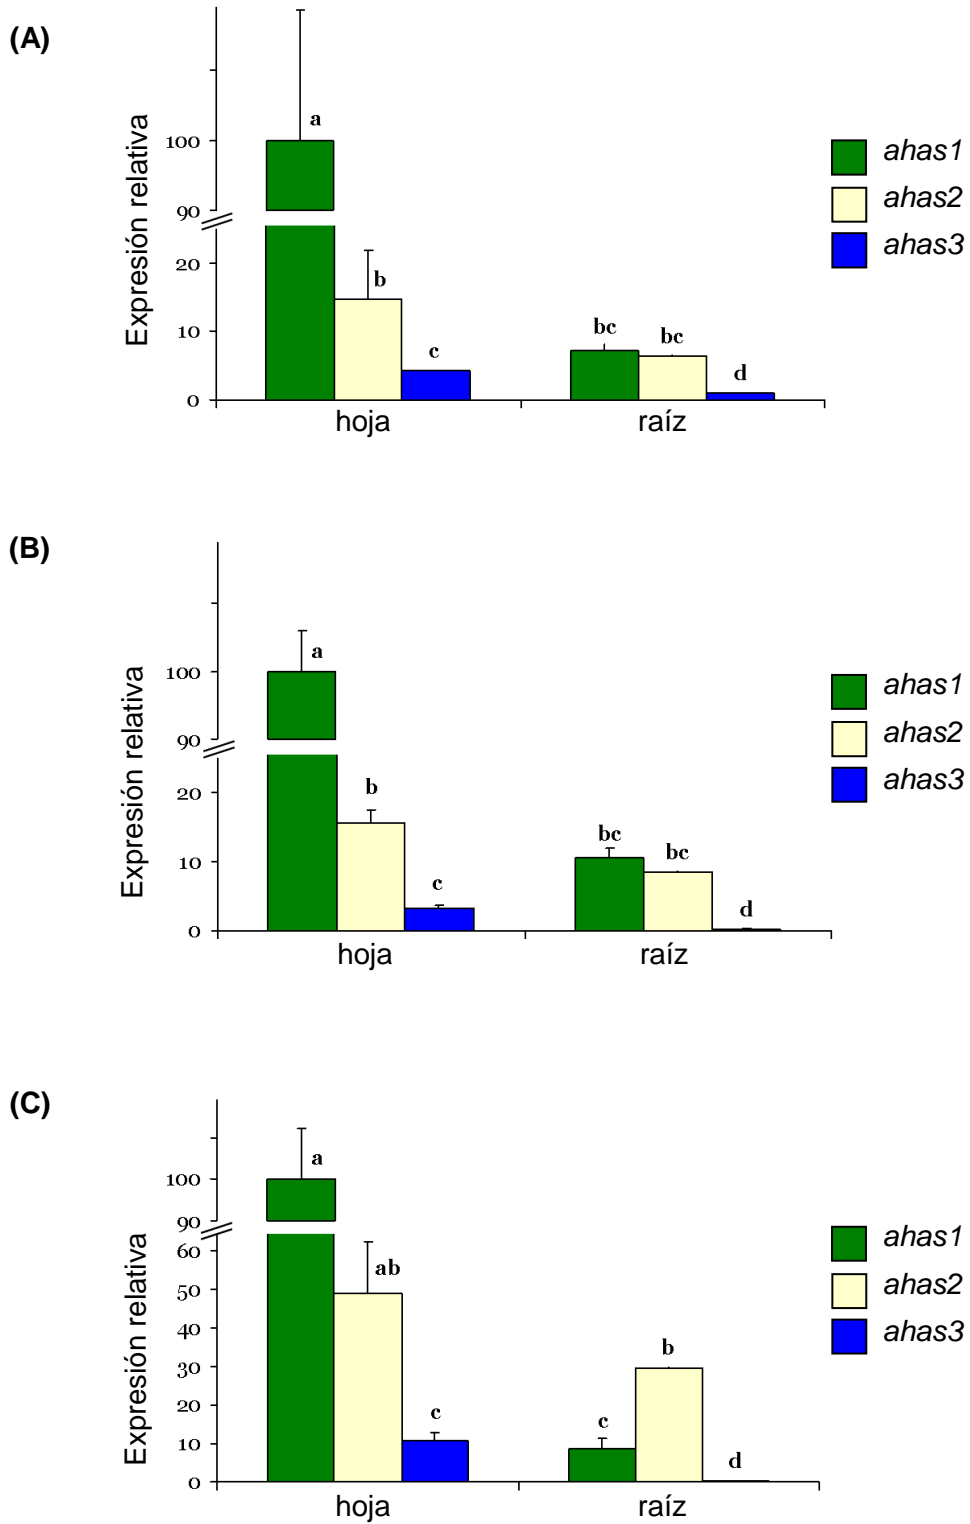 (A)
Expresión relativa
100
90
20
10
0
a
b
c
bc
bc
d
hoja
raíz
ahas1
ahas2
ahas3
(B)
Expresión relativa
100
90
20
10
0
a
b
c
bc
bc
d
hoja
raíz
ahas1
ahas2
ahas3
(C)
Expresión relativa
100
90
60
50
40
30
20
10
0
a
ab
c
c
b
d
hoja
raíz
ahas1
ahas2
ahas3